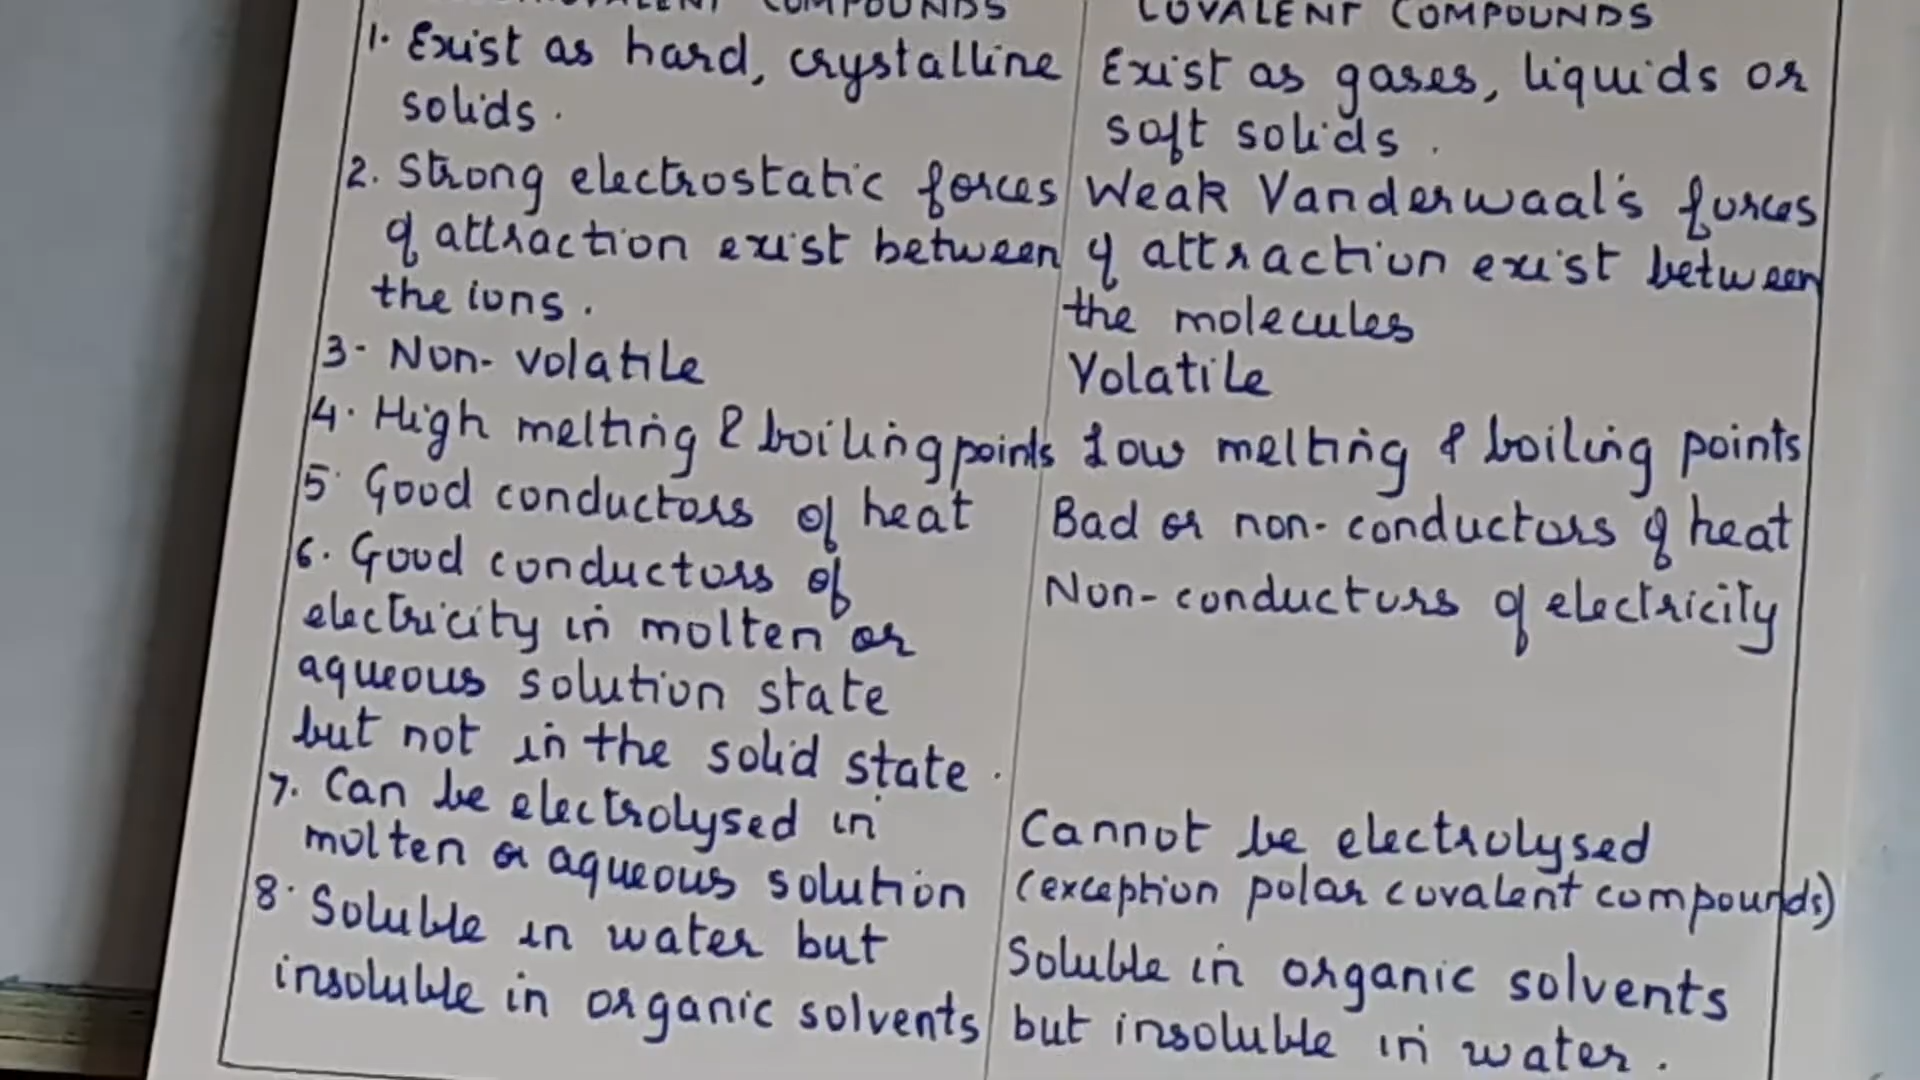 COMPOUNDS
COVALENT COMPOUNDS
1. Exist as hard, crystalline
solids.
Exist as gases, liquids or
soft solids.
2. Strong electrostatic forces
of attraction exist between
the ions.
Weak Vanderwaal's forces
of attraction exist between
the molecules
3- Non-volatile
Volatile
4. High melting & boiling points
Low melting & boiling points
5. Good conductors of heat
Bad or non-conductors of heat
6. Good conductors of
electricity in molten or
aqueous solution state
but not in the solid state.
Non-conductors of electricity
7. Can be electrolysed in
molten or aqueous solution
Cannot be electrolysed
(exception polar covalent compounds)
8. Soluble in water but
insoluble in organic solvents
Soluble in organic solvents
but insoluble in water.